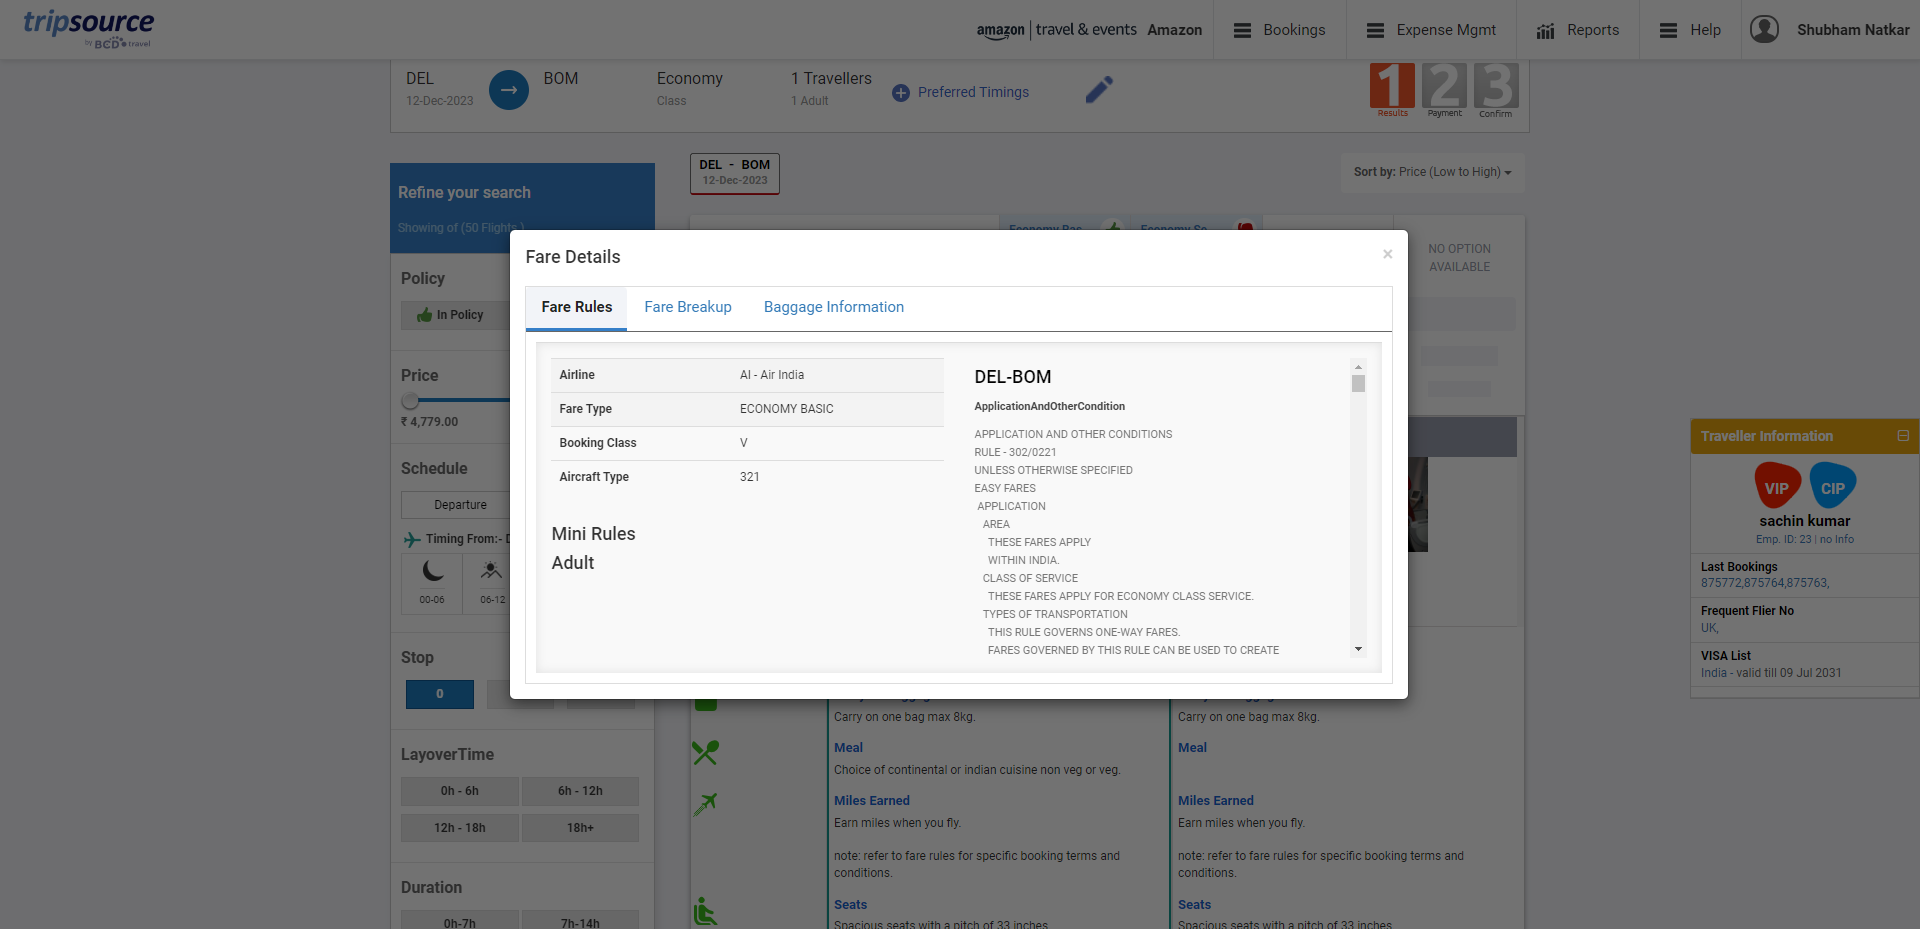 tripsource
by BCD travel
amazon travel & events Amazon
Bookings
Expense Mgmt
Reports
Help
Shubham Natkar
DEL
12-Dec-2023
BOM
Economy
Class
1 Travellers
1 Adult
Preferred Timings
1 2 3
Results Payment Confirm
Refine your search
Showing of (50 Flights )
DEL - BOM
12-Dec-2023
Sort by: Price (Low to High)
NO OPTION
AVAILABLE
Policy
In Policy
Price
₹ 4,779.00
Schedule
Departure
Timing From:-
00-06
06-12
Stop
0
LayoverTime
0h - 6h
6h - 12h
12h - 18h
18h+
Duration
0h-7h
7h-14h
Fare Details
×
Fare Rules
Fare Breakup
Baggage Information
Airline AI - Air India
Fare Type ECONOMY BASIC
Booking Class V
Aircraft Type 321
Mini Rules
Adult
DEL-BOM
ApplicationAndOtherCondition
APPLICATION AND OTHER CONDITIONS
RULE - 302/0221
UNLESS OTHERWISE SPECIFIED
EASY FARES
APPLICATION
AREA
THESE FARES APPLY
WITHIN INDIA.
CLASS OF SERVICE
THESE FARES APPLY FOR ECONOMY CLASS SERVICE.
TYPES OF TRANSPORTATION
THIS RULE GOVERNS ONE-WAY FARES.
FARES GOVERNED BY THIS RULE CAN BE USED TO CREATE
Carry on one bag max 8kg.
Meal
Choice of continental or indian cuisine non veg or veg.
Miles Earned
Earn miles when you fly.
note: refer to fare rules for specific booking terms and
conditions.
Seats
Spacious seats with a pitch of 33 inches
Carry on one bag max 8kg.
Meal
Miles Earned
Earn miles when you fly.
note: refer to fare rules for specific booking terms and
conditions.
Seats
Spacious seats with a pitch of 33 inches
Traveller Information
VIP
CIP
sachin kumar
Emp. ID: 23 | no Info
Last Bookings
875772,875764,875763,
Frequent Flier No
UK,
VISA List
India - valid till 09 Jul 2031